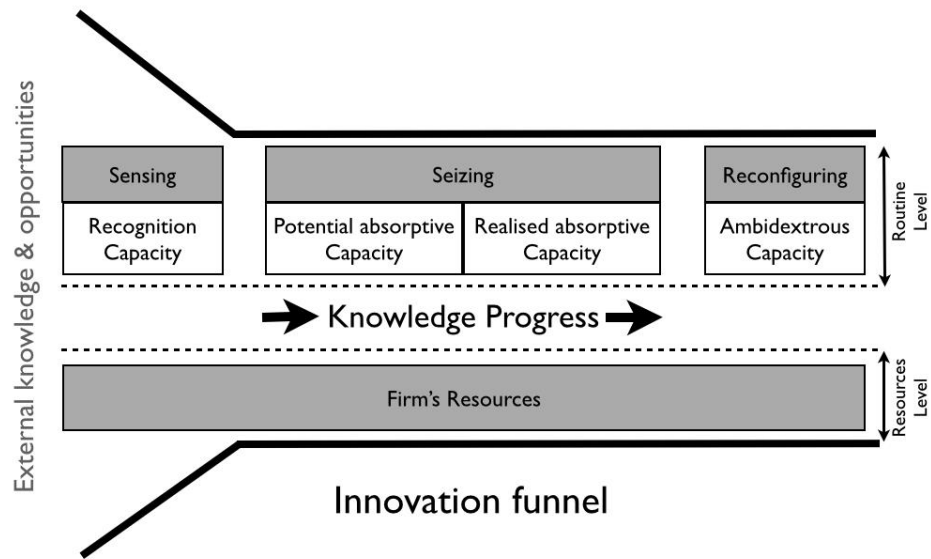 External knowledge & opportunities
Sensing
Recognition
Capacity
Seizing
Potential absorptive
Capacity
Realised absorptive
Capacity
Reconfiguring
Ambidextrous
Capacity
Routine
Level
Knowledge Progress
Firm's Resources
Resources
Level
Innovation funnel